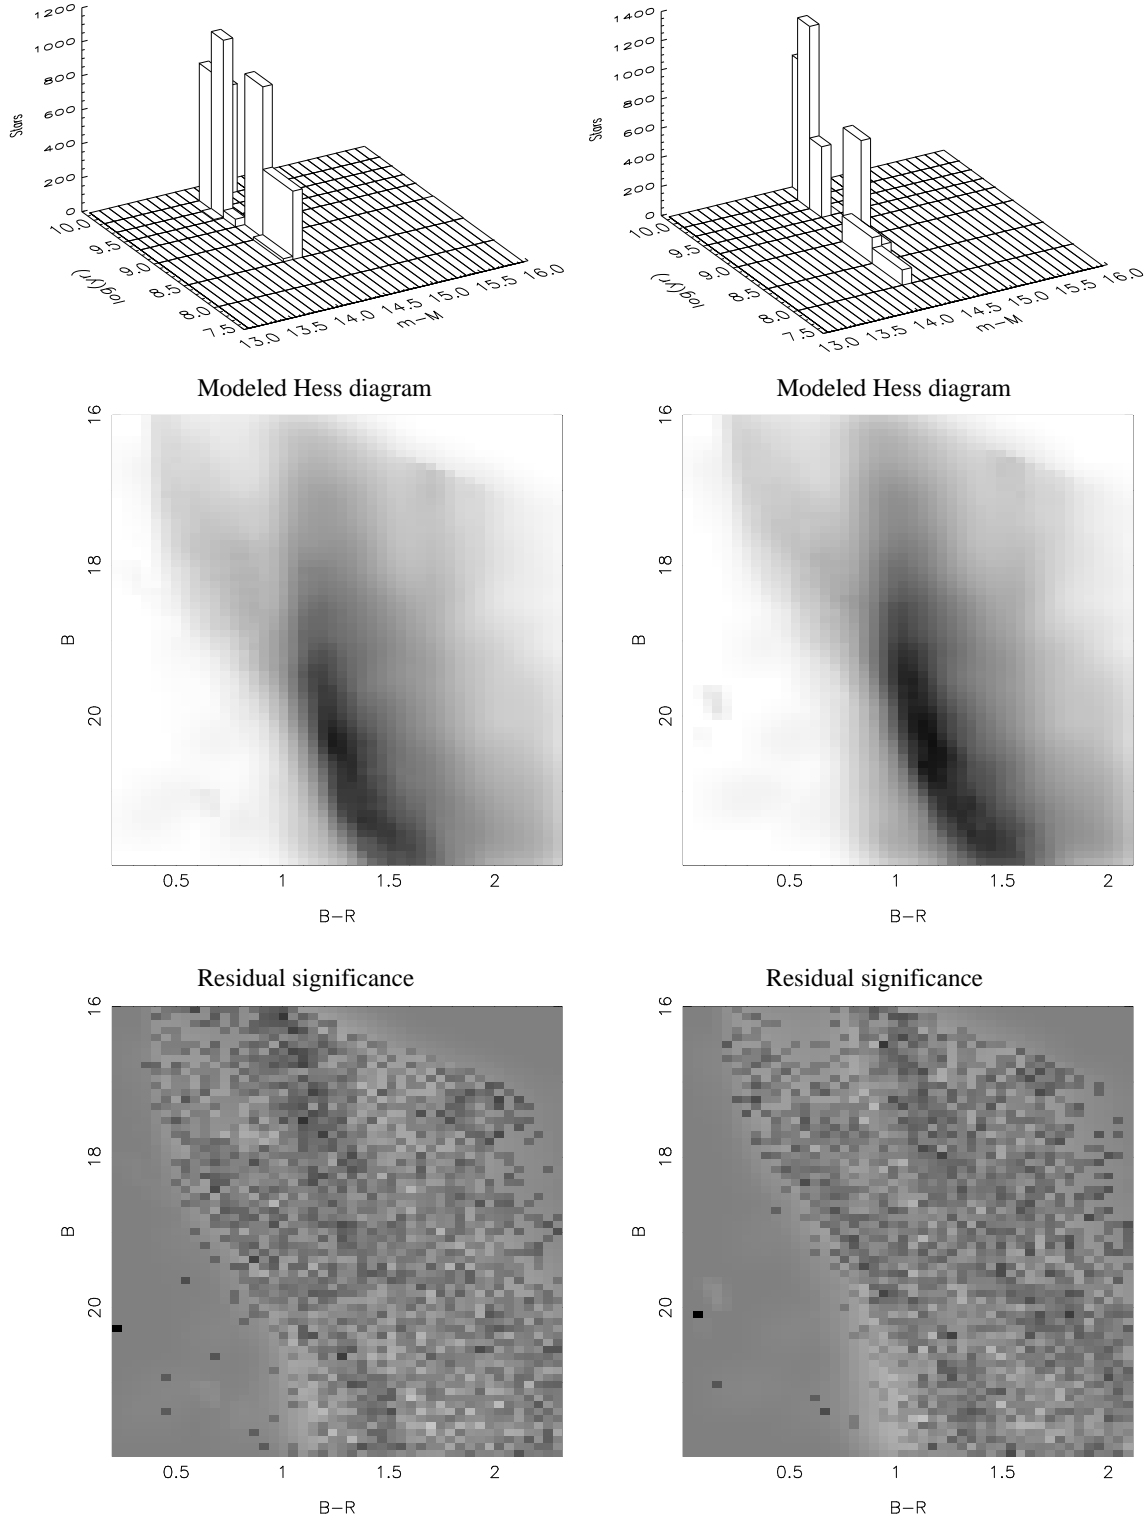 1200
1000
800
600
400
200
0
Stars
10.0
9.5
9.0
8.5
8.0
7.5
log(yr)
13.0
13.5
14.0
14.5
15.0
15.5
16.0
m-M
1400
1200
1000
800
600
400
200
0
Stars
10.0
9.5
9.0
8.5
8.0
7.5
log(yr)
13.0
13.5
14.0
14.5
15.0
15.5
16.0
m-M
Modeled Hess diagram
16
18
20
B
0.5 1 1.5 2
B-R
Modeled Hess diagram
16
18
20
B
0.5 1 1.5 2
B-R
Residual significance
16
18
20
B
0.5 1 1.5 2
B-R
Residual significance
16
18
20
B
0.5 1 1.5 2
B-R